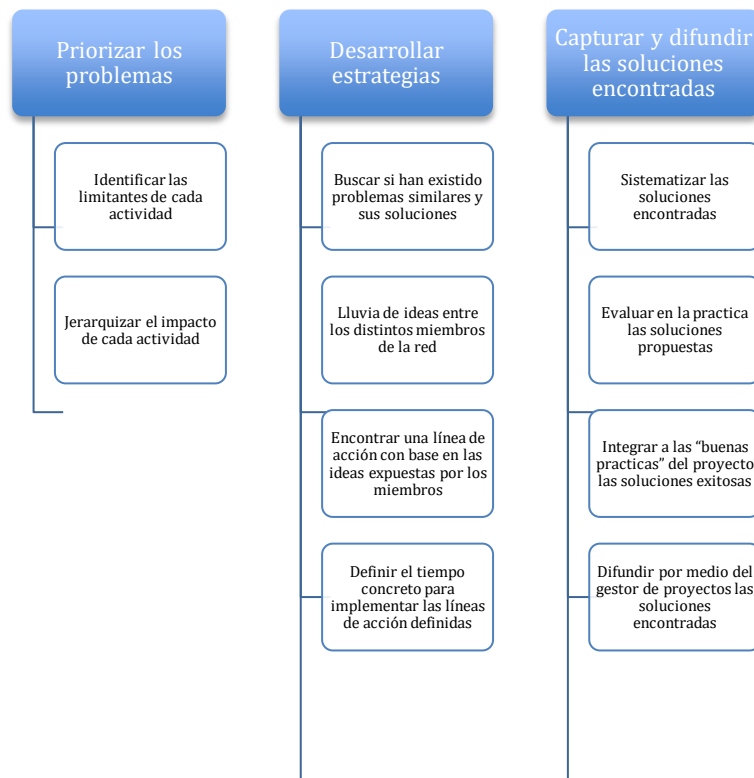 Priorizar los
problemas
Identificar las
limitantes de cada
actividad
Jerarquizar el impacto
de cada actividad
Desarrollar
estrategias
Buscar si han existido
problemas similares y
sus soluciones
Lluvia de ideas entre
los distintos miembros
de la red
Encontrar una línea de
acción con base en las
ideas expuestas por los
miembros
Definir el tiempo
concreto para
implementar las líneas
de acción definidas
Capturar y difundir
las soluciones
encontradas
Sistematizar las
soluciones
encontradas
Evaluar en la practica
las soluciones
propuestas
Integrar a las “buenas
practicas” del proyecto
las soluciones exitosas
Difundir por medio del
gestor de proyectos las
soluciones
encontradas